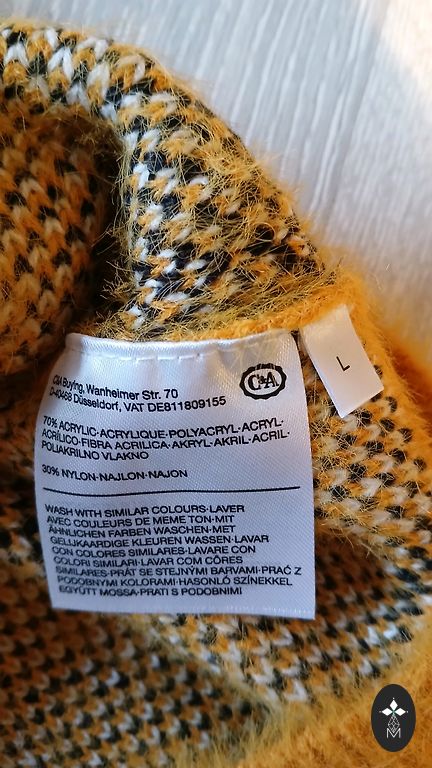 C&A Buying, Wanheimer Str. 70
D-40468 Düsseldorf, VAT DE811809155
C&A
L
70% ACRYLIC·ACRYLIQUE·POLYACRYL·ACRYL·
ACRÍLICO·FIBRA ACRILICA·AKRYL·AKRIL·ACRIL·
POLIAKRILNO VLAKNO
30% NYLON·NAJLON·NAJON
WASH WITH SIMILAR COLOURS·LAVER
AVEC COULEURS DE MEME TON·MIT
ÄHNLICHEN FARBEN WASCHEN·MET
GELIJKAARDIGE KLEUREN WASSEN·LAVAR
CON COLORES SIMILARES·LAVARE CON
COLORI SIMILARI·LAVAR COM CÔRES
SIMILARES·PRÁT SE STEJNÝMI BARVAMI·PRAĆ Z
PODOBNYMI KOLORAMI·HASONLÓ SZÍNEKKEL
EGYÜTT MOSSA·PRATI S PODOBNIMI
M